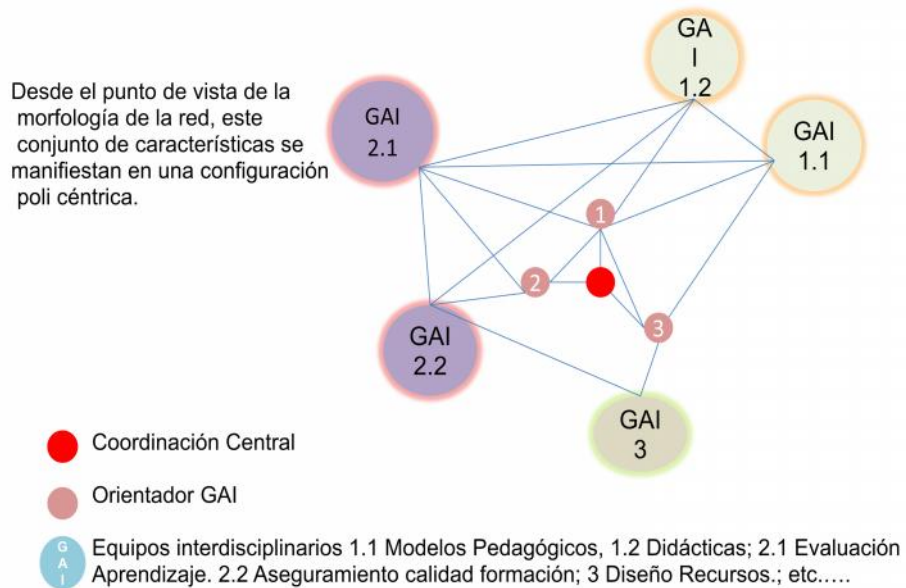 Desde el punto de vista de la
morfología de la red, este
conjunto de características se
manifiestan en una configuración
poli céntrica.
GA
I
1.2
GAI
1.1
GAI
2.1
1
2
3
GAI
2.2
GAI
3
Coordinación Central
Orientador GAI
G
A
I
Equipos interdisciplinarios 1.1 Modelos Pedagógicos, 1.2 Didácticas; 2.1 Evaluación
Aprendizaje. 2.2 Aseguramiento calidad formación; 3 Diseño Recursos.; etc.....